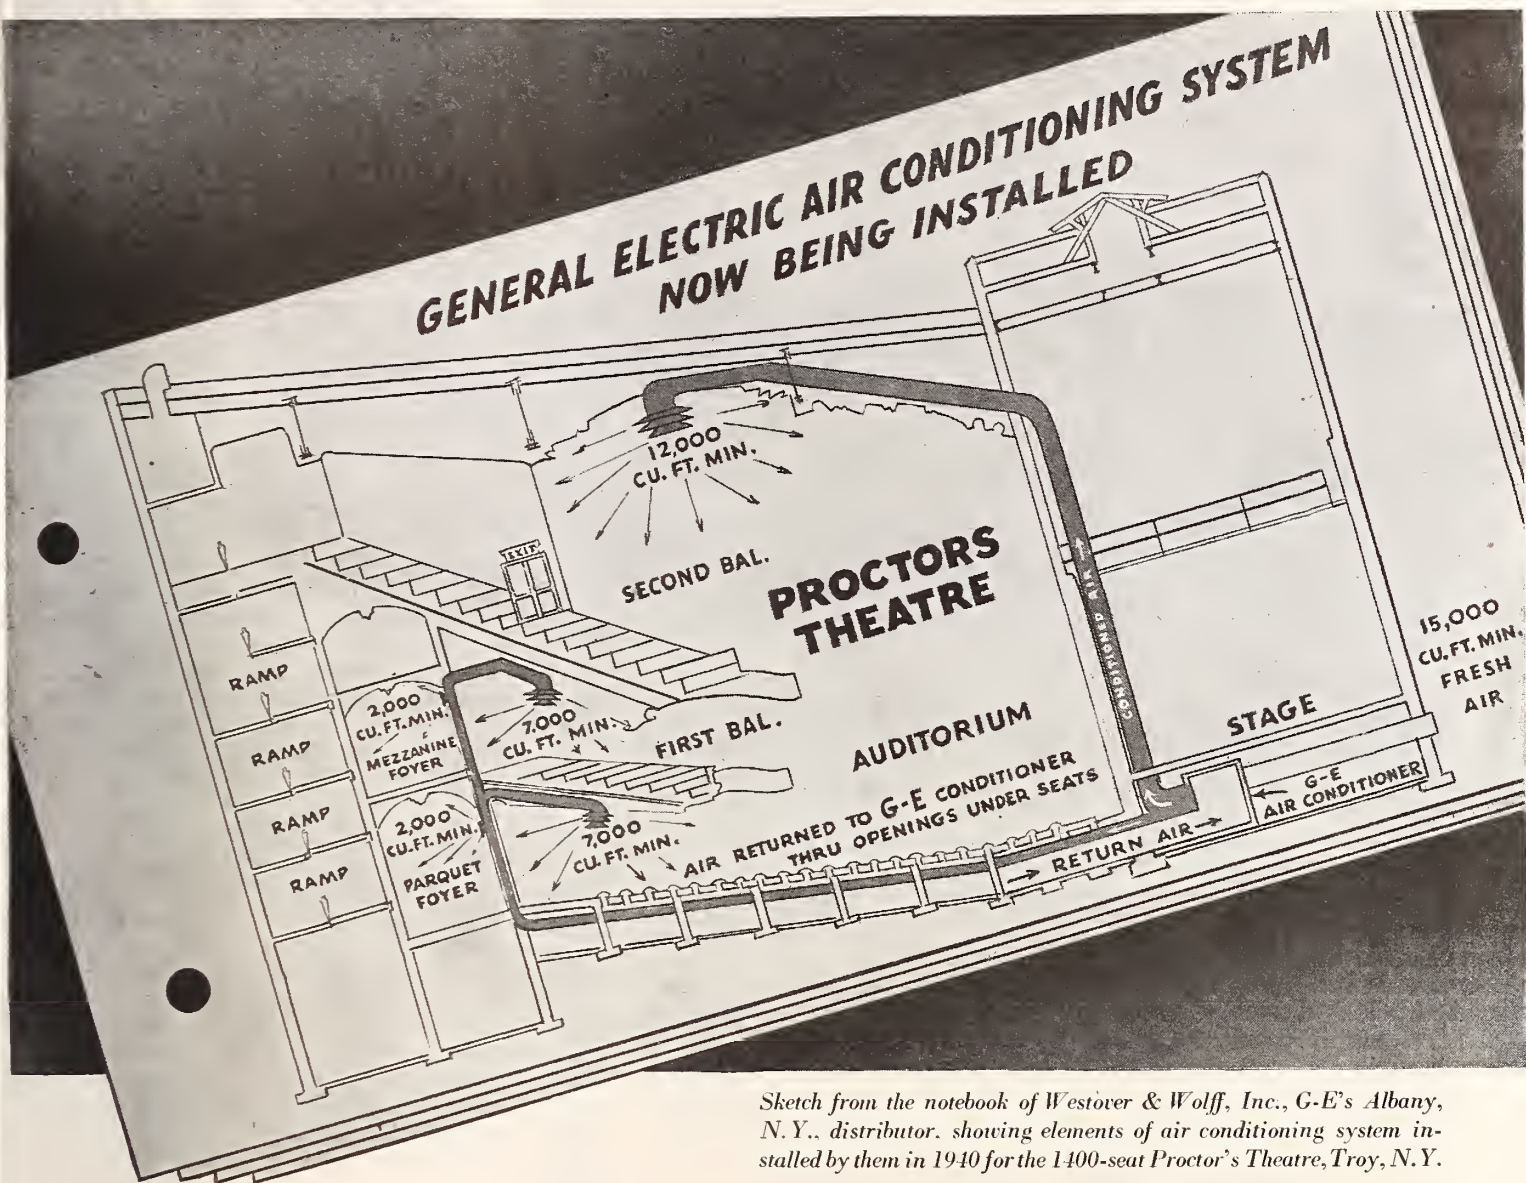 GENERAL ELECTRIC AIR CONDITIONING SYSTEM
NOW BEING INSTALLED
12,000
CU. FT. MIN.
EXIT
SECOND BAL.
PROCTORS
THEATRE
CONDITIONED AIR
15,000
CU. FT. MIN.
FRESH
AIR
RAMP
2,000
CU. FT. MIN.
MEZZANINE
FOYER
7,000
CU. FT. MIN.
FIRST BAL.
AUDITORIUM
STAGE
RAMP
G-E
AIR CONDITIONER
AIR RETURNED TO G-E CONDITIONER
THRU OPENINGS UNDER SEATS
RETURN AIR
RAMP
2,000
CU. FT. MIN.
PARQUET
FOYER
7,000
CU. FT. MIN.
RAMP
Sketch from the notebook of Westover & Wolff, Inc., G-E's Albany,
N. Y., distributor, showing elements of air conditioning system in-
stalled by them in 1940 for the 1400-seat Proctor's Theatre, Troy, N. Y.